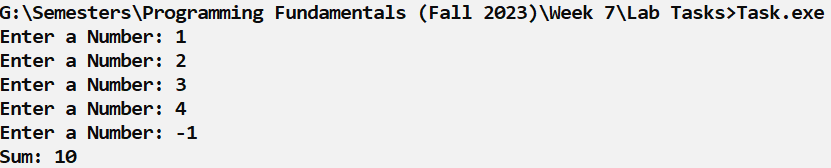 G:\Semesters\Programming Fundamentals (Fall 2023)\Week 7\Lab Tasks>Task.exe
Enter a Number: 1
Enter a Number: 2
Enter a Number: 3
Enter a Number: 4
Enter a Number: -1
Sum: 10